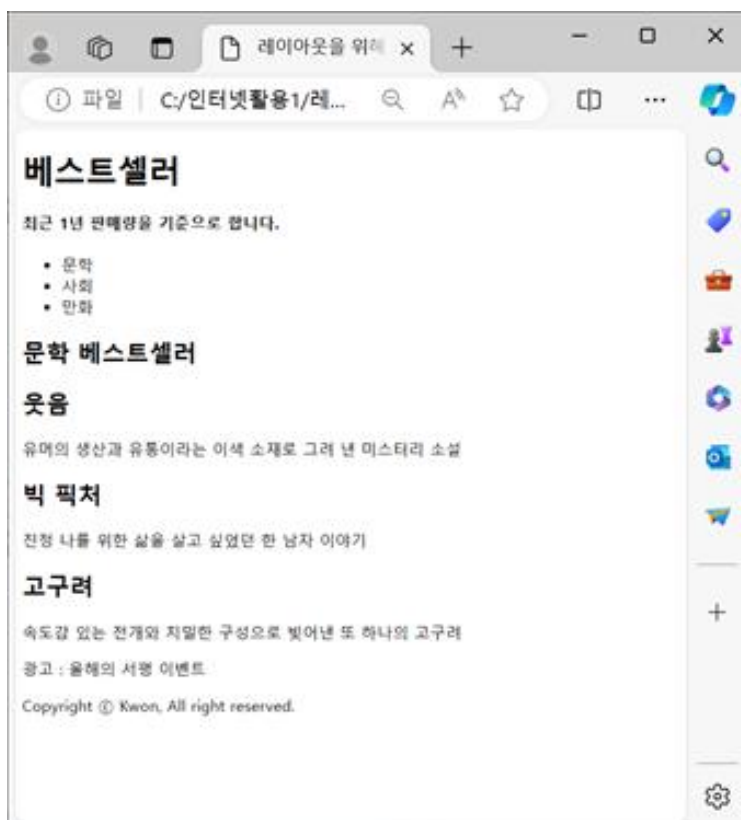 레이아웃을 위해
파일 C:/인터넷활용1/레...
베스트셀러
최근 1년 판매량을 기준으로 합니다.
문학
사회
만화
문학 베스트셀러
웃음
유머의 생산과 유통이라는 이색 소재로 그려 낸 미스터리 소설
빅 픽처
진정 나를 위한 삶을 살고 싶었던 한 남자 이야기
고구려
속도감 있는 전개와 치밀한 구성으로 빚어낸 또 하나의 고구려
광고 : 올해의 서평 이벤트
Copyright ⓒ Kwon, All right reserved.